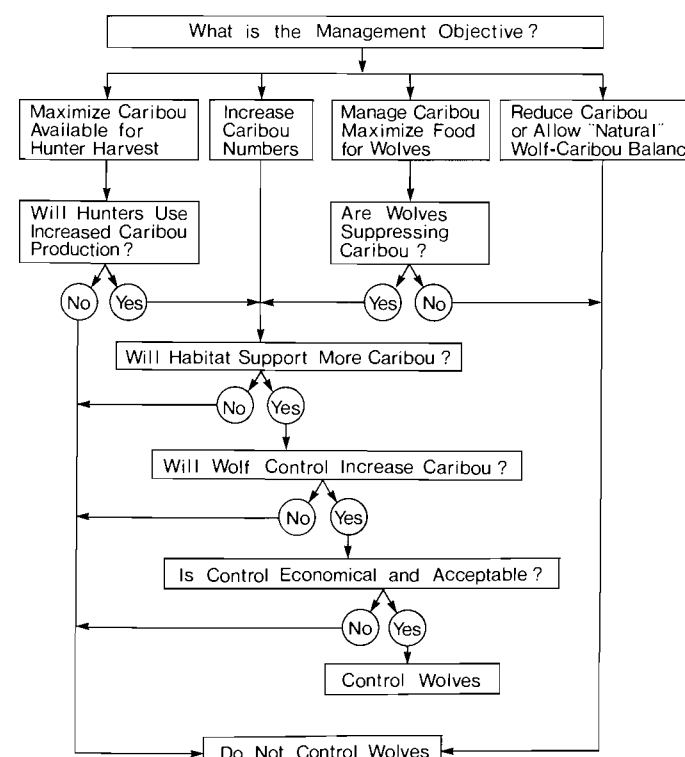 What is the Management Objective ?
Maximize Caribou
Available for
Hunter Harvest
Increase
Caribou
Numbers
Manage Caribou
Maximize Food
for Wolves
Reduce Caribou
or Allow "Natural"
Wolf-Caribou Balanc
Will Hunters Use
Increased Caribou
Production ?
Are Wolves
Suppressing
Caribou ?
No
Yes
Yes
No
Will Habitat Support More Caribou ?
No
Yes
Will Wolf Control Increase Caribou ?
No
Yes
Is Control Economical and Acceptable ?
No
Yes
Control Wolves
Do Not Control Wolves